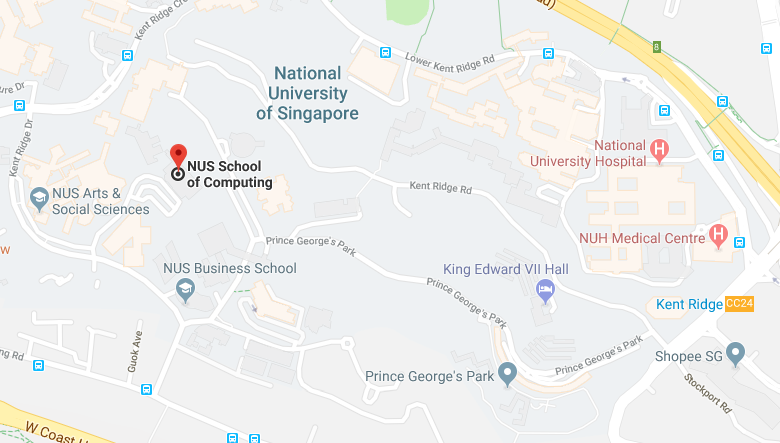 ad)
Kent Ridge Cre
8
Lower Kent Ridge Rd
National
University
of Singapore
ure Dr
Kent Ridge Dr
National
University Hospital
NUS School
of Computing
NUS Arts &
Social Sciences
Kent Ridge Rd
w
Prince George's Park
NUH Medical Centre
NUS Business School
King Edward VII Hall
Prince George's Park
Kent Ridge CC24
Guok Ave
Prince George's Park
Shopee SG
ng Rd
Prince George's Park
Stockport Rd
W Coast H